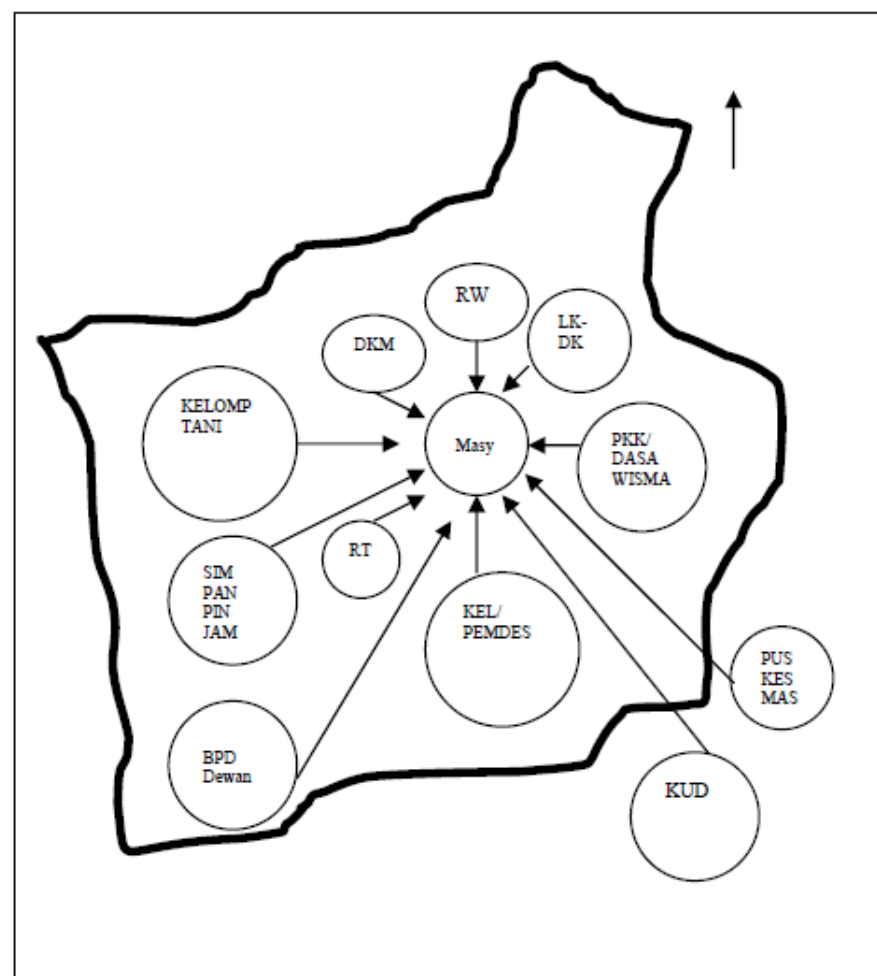 RW
LK-
DK
DKM
KELOMP
TANI
Masy
PKK/
DASA
WISMA
RT
SIM
PAN
PIN
JAM
KEL/
PEMDES
PUS
KES
MAS
BPD
Dewan
KUD